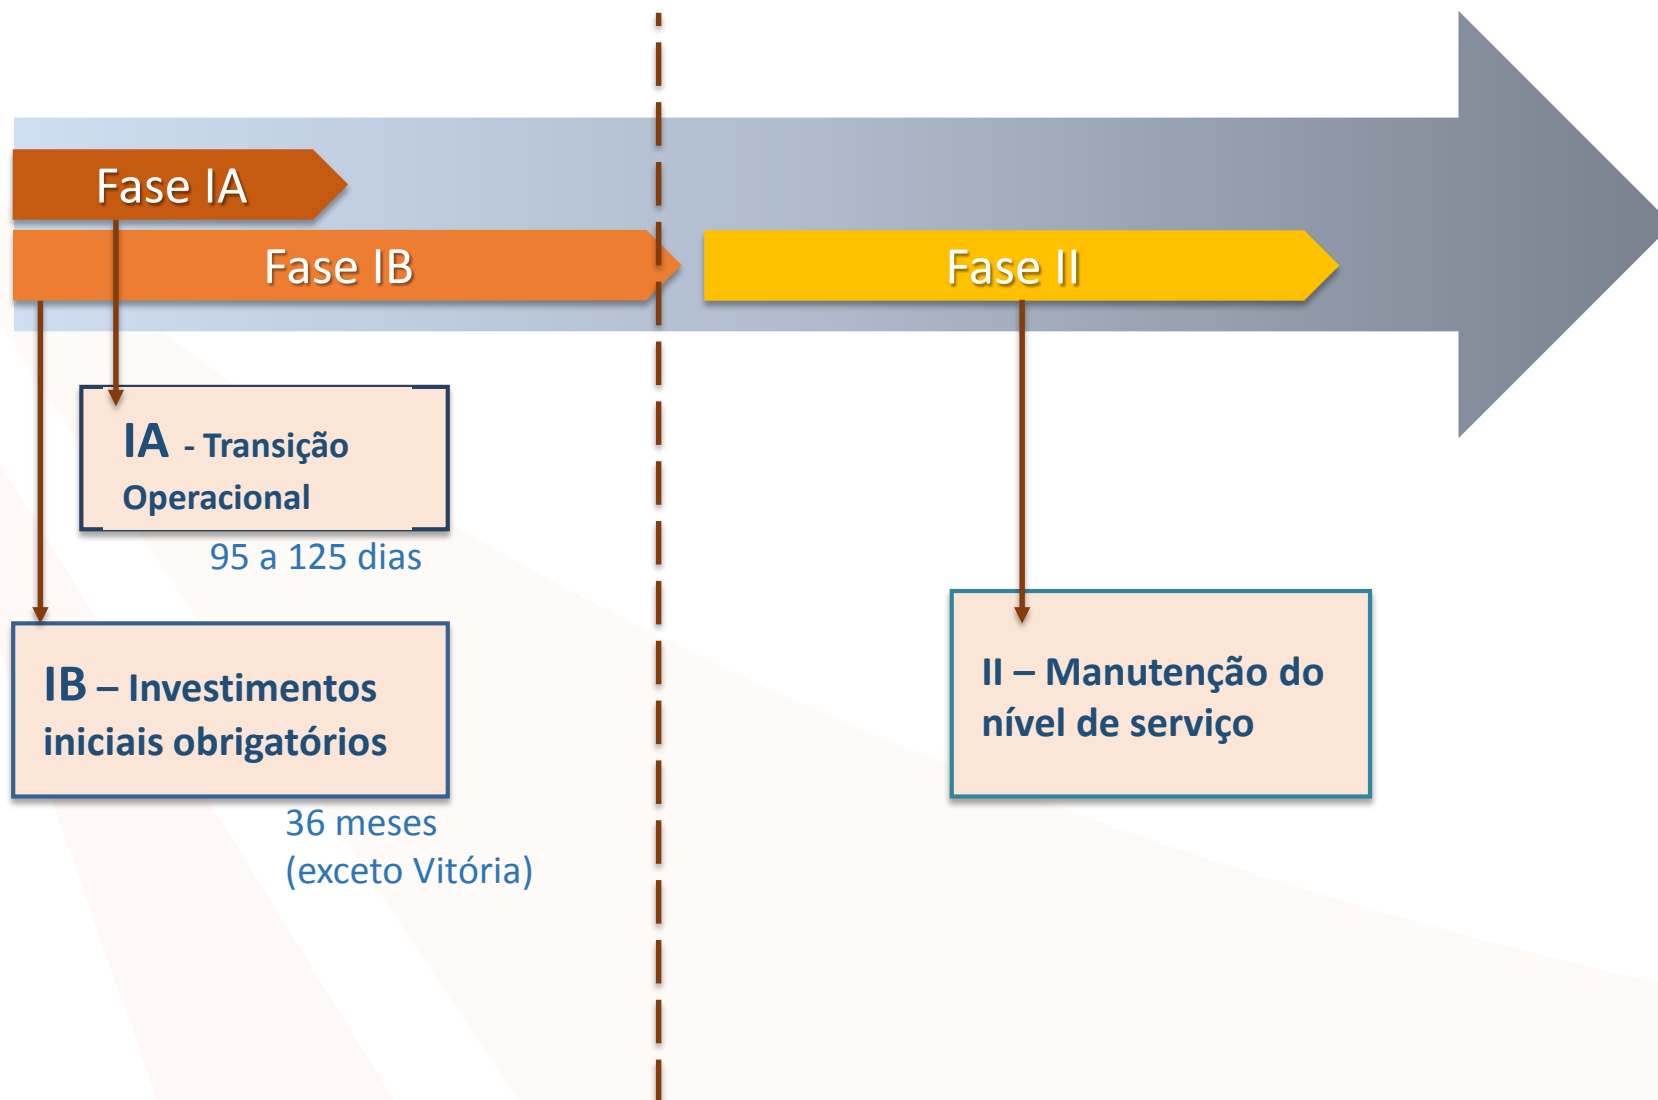 Fase IA
Fase IB
Fase II
IA - Transição
Operacional
95 a 125 dias
IB – Investimentos
iniciais obrigatórios
36 meses
(exceto Vitória)
II – Manutenção do
nível de serviço